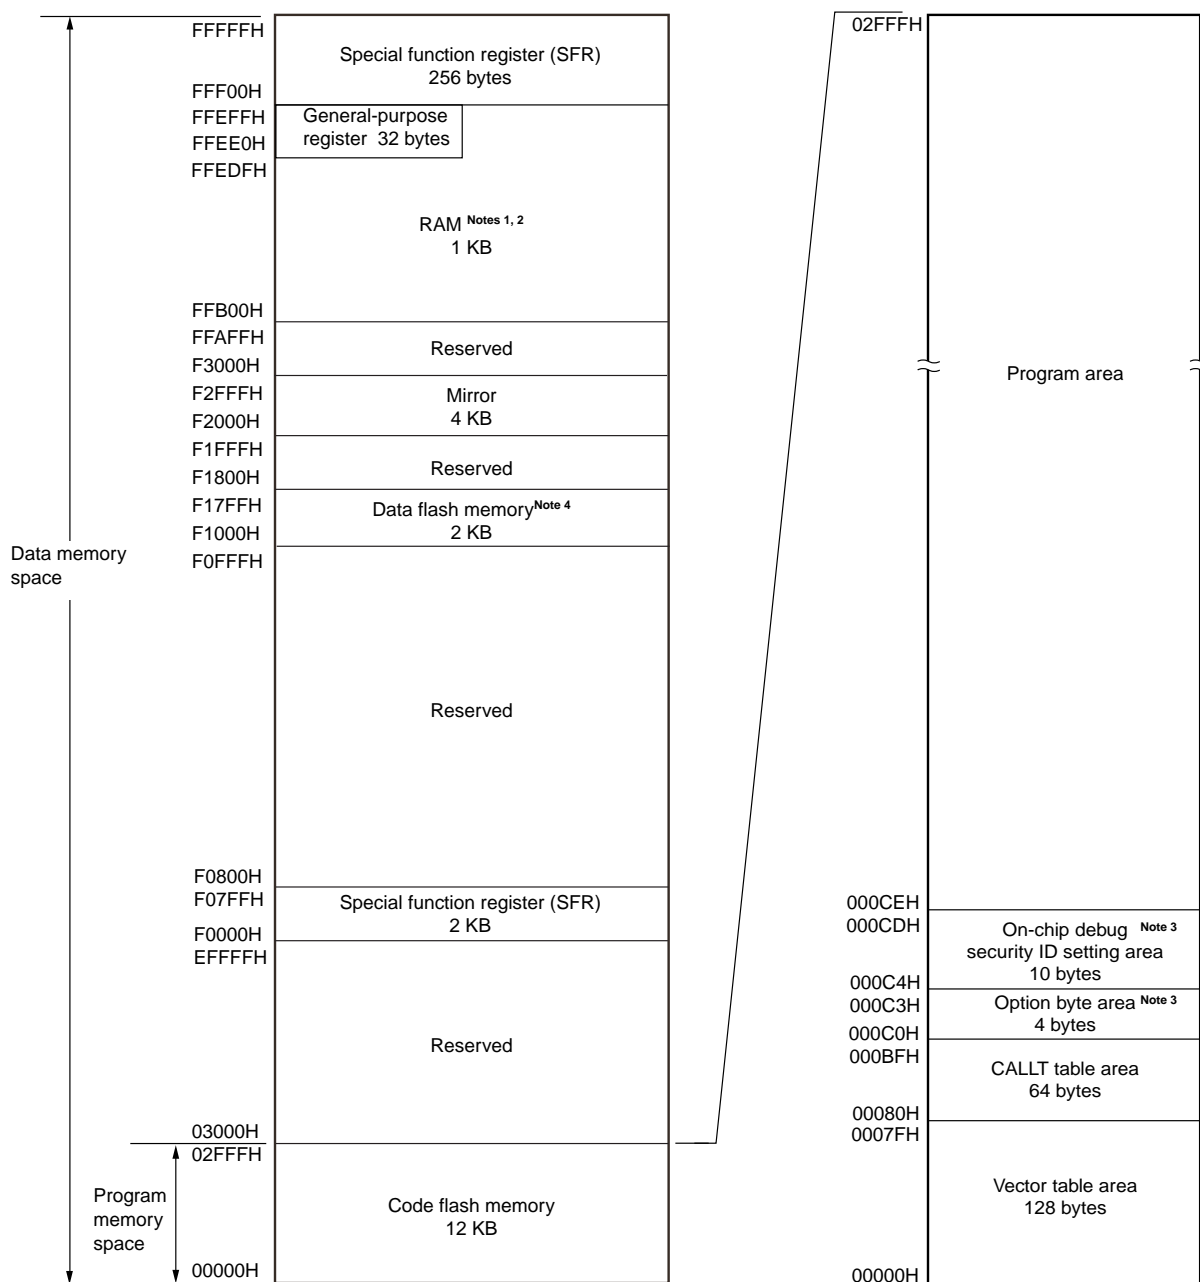 FFFFFH
Special function register (SFR)
256 bytes
FFF00H
FFEFFH
General-purpose
register 32 bytes
FFEE0H
FFEDFH
RAM Notes 1, 2
1 KB
FFB00H
FFAFFH
Reserved
F3000H
F2FFFH
Mirror
4 KB
F2000H
F1FFFH
Reserved
F1800H
F17FFH
Data flash memory Note 4
2 KB
F1000H
F0FFFH
Data memory
space
Reserved
F0800H
F07FFH
Special function register (SFR)
2 KB
F0000H
EFFFFH
Reserved
03000H
02FFFH
Program
memory
space
Code flash memory
12 KB
00000H
02FFFH
Program area
000CEH
000CDH
On-chip debug Note 3
security ID setting area
10 bytes
000C4H
000C3H
Option byte area Note 3
4 bytes
000C0H
000BFH
CALLT table area
64 bytes
00080H
0007FH
Vector table area
128 bytes
00000H